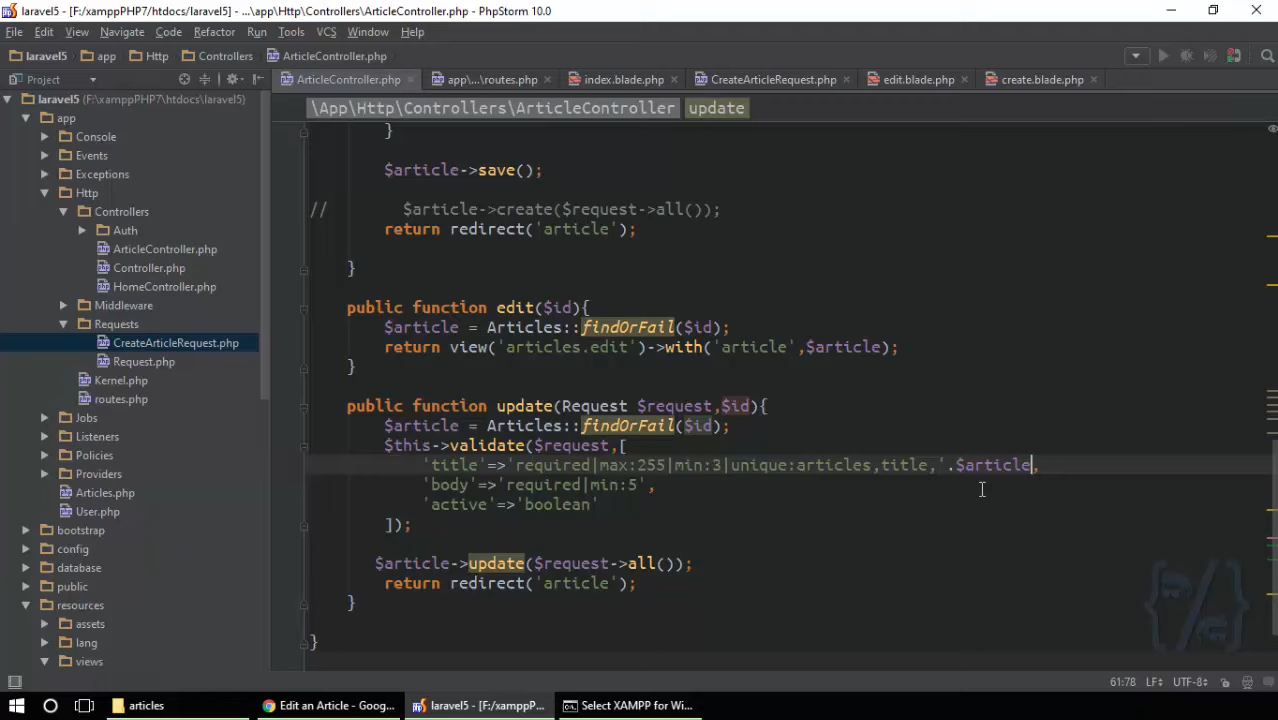 laravel5 - [F:\xamppPHP7\htdocs\laravel5] - ...\app\Http\Controllers\ArticleController.php - PhpStorm 10.0
File Edit View Navigate Code Refactor Run Tools VCS Window Help
laravel5 app Http Controllers ArticleController.php
Project
ArticleController.php app\...\routes.php index.blade.php CreateArticleRequest.php edit.blade.php create.blade.php
laravel5 (F:\xamppPHP7\htdocs\laravel5)
app
Console
Events
Exceptions
Http
Controllers
Auth
ArticleController.php
Controller.php
HomeController.php
Middleware
Requests
CreateArticleRequest.php
Request.php
Kernel.php
routes.php
Jobs
Listeners
Policies
Providers
Articles.php
User.php
bootstrap
config
database
public
resources
assets
lang
views
\App\Http\Controllers\ArticleController update
}
$article->save();
// $article->create($request->all());
return redirect('article');
}
public function edit($id){
$article = Articles::findOrFail($id);
return view('articles.edit')->with('article',$article);
}
public function update(Request $request,$id){
$article = Articles::findOrFail($id);
$this->validate($request,[
'title'=>'required|max:255|min:3|unique:articles,title,'.$article,
'body'=>'required|min:5',
'active'=>'boolean'
]);
$article->update($request->all());
return redirect('article');
}
}
{/G}
61:78 LF÷ UTF-8÷
articles Edit an Article - Goog... laravel5 - [F:\xamppP... Select XAMPP for Wi...